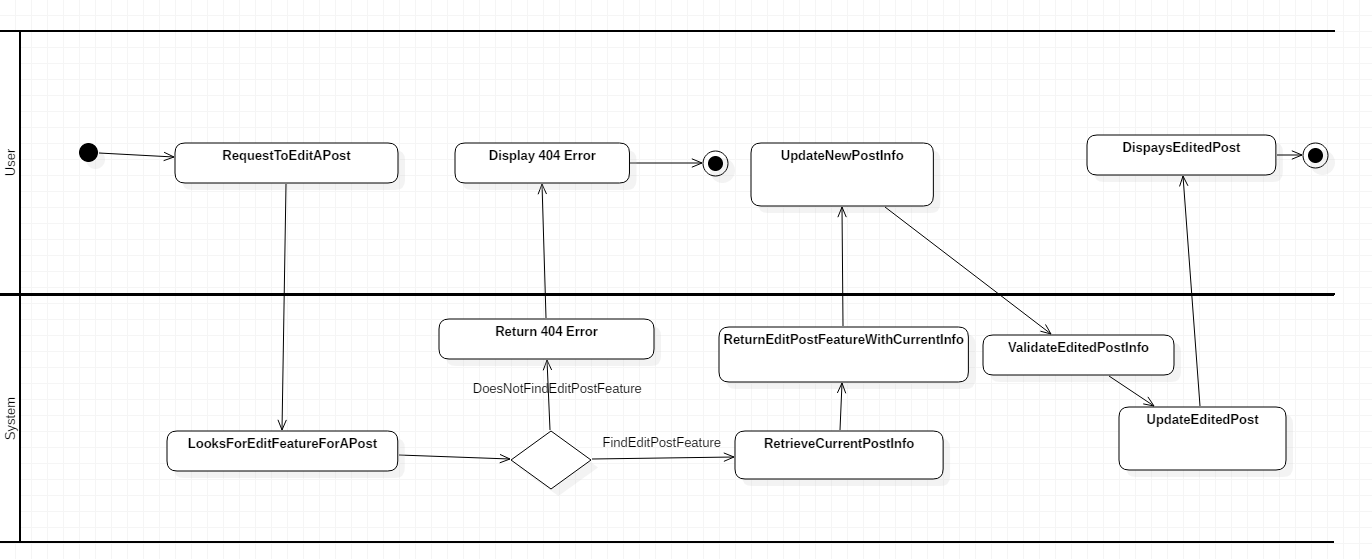 User
RequestToEditAPost
Display 404 Error
UpdateNewPostInfo
DispaysEditedPost
System
Return 404 Error
ReturnEditPostFeatureWithCurrentInfo
ValidateEditedPostInfo
DoesNotFindEditPostFeature
UpdateEditedPost
LooksForEditFeatureForAPost
FindEditPostFeature
RetrieveCurrentPostInfo